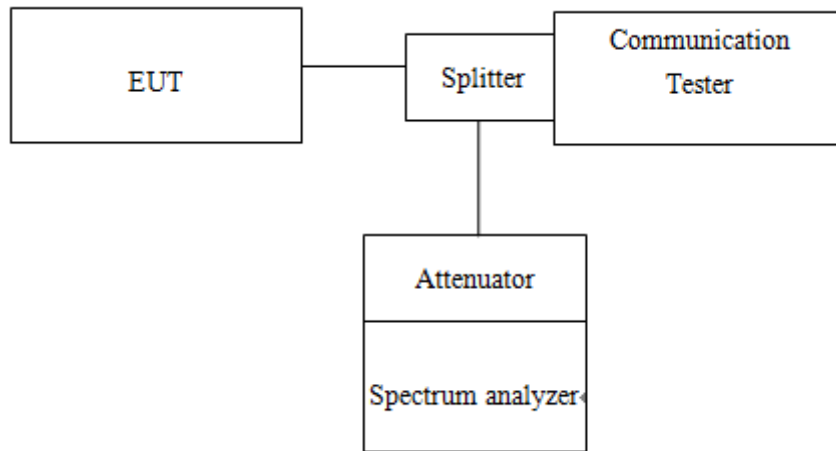 EUT
Splitter
Communication
Tester
Attenuator
Spectrum analyzer